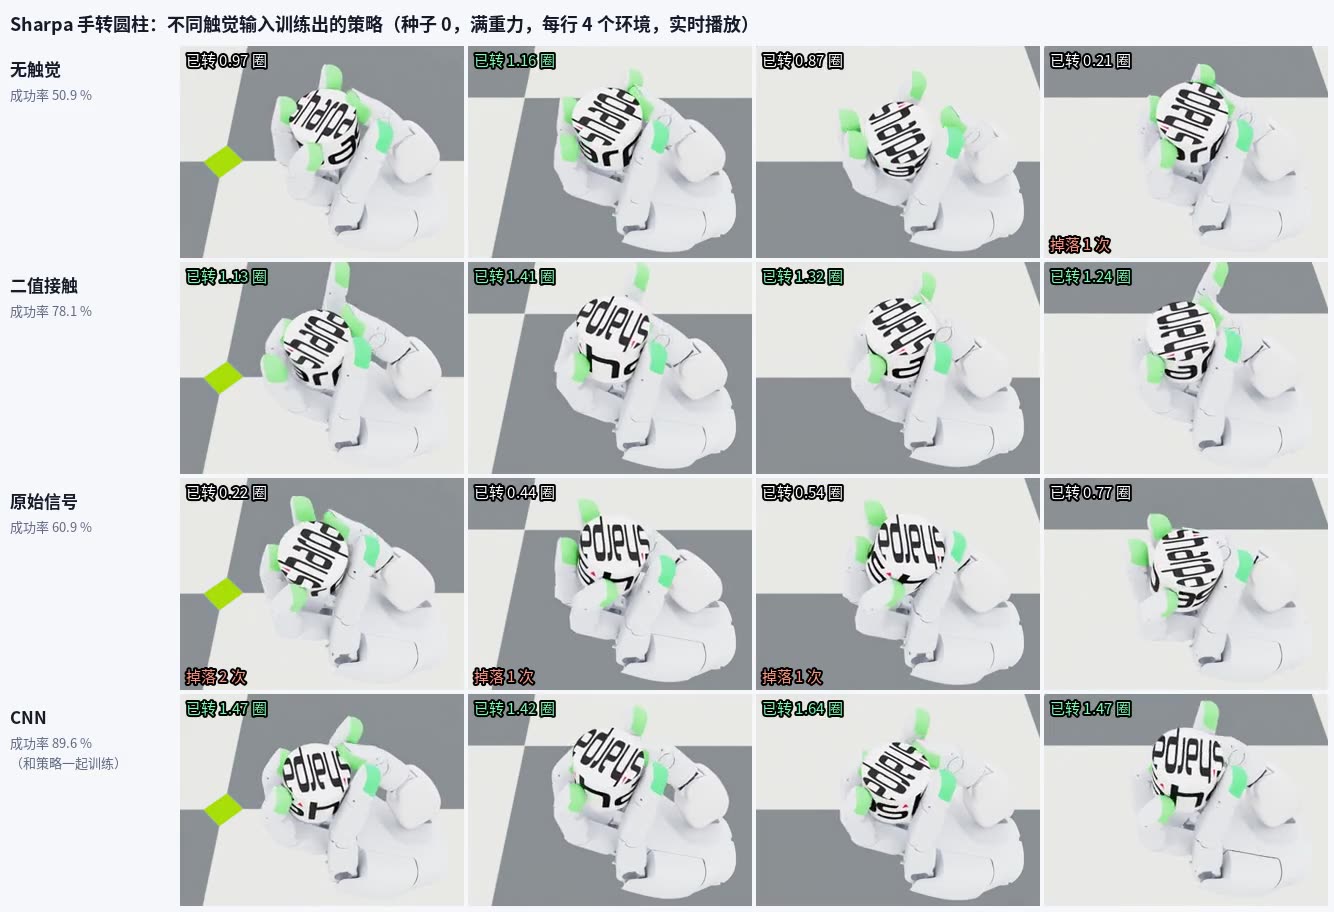 Sharpa 手转圆柱：不同触觉输入训练出的策略（种子 0，满重力，每行 4 个环境，实时播放）
无触觉
成功率 50.9 %
已转 0.97 圈
已转 1.16 圈
已转 0.87 圈
已转 0.21 圈
掉落 1 次
二值接触
成功率 78.1 %
已转 1.13 圈
已转 1.41 圈
已转 1.32 圈
已转 1.24 圈
原始信号
成功率 60.9 %
已转 0.22 圈
已转 0.44 圈
已转 0.54 圈
已转 0.77 圈
掉落 2 次
掉落 1 次
掉落 1 次
CNN
成功率 89.6 %
（和策略一起训练）
已转 1.47 圈
已转 1.42 圈
已转 1.64 圈
已转 1.47 圈